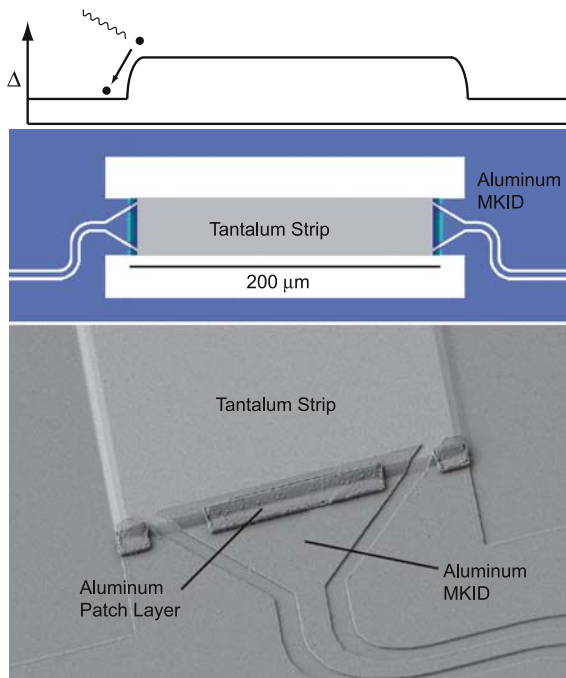 Δ
Aluminum
MKID
Tantalum Strip
200 µm
Tantalum Strip
Aluminum
Patch Layer
Aluminum
MKID